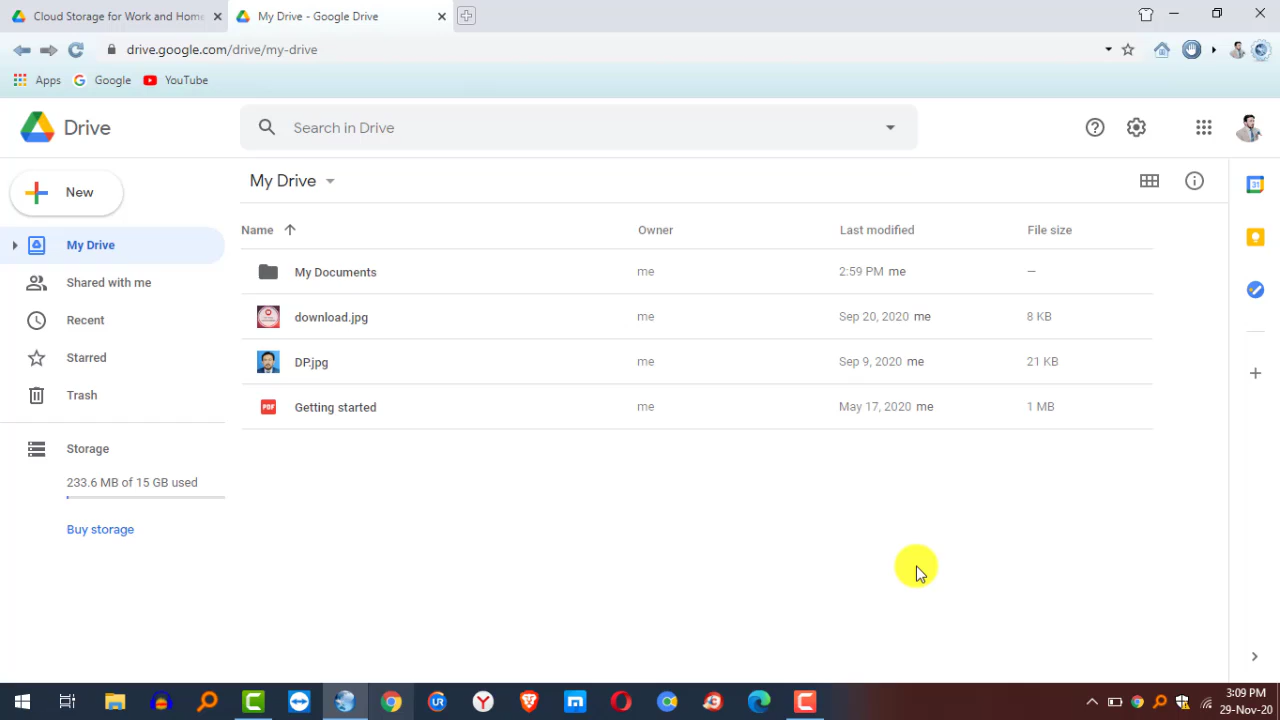 Cloud Storage for Work and Home
My Drive - Google Drive
drive.google.com/drive/my-drive
Apps Google YouTube
Drive
Search in Drive
New
My Drive
Name Owner Last modified File size
My Drive
My Documents me 2:59 PM me —
Shared with me
download.jpg me Sep 20, 2020 me 8 KB
Recent
Starred
DP.jpg me Sep 9, 2020 me 21 KB
Trash
PDF Getting started me May 17, 2020 me 1 MB
Storage
233.6 MB of 15 GB used
Buy storage
31
3:09 PM
29-Nov-20